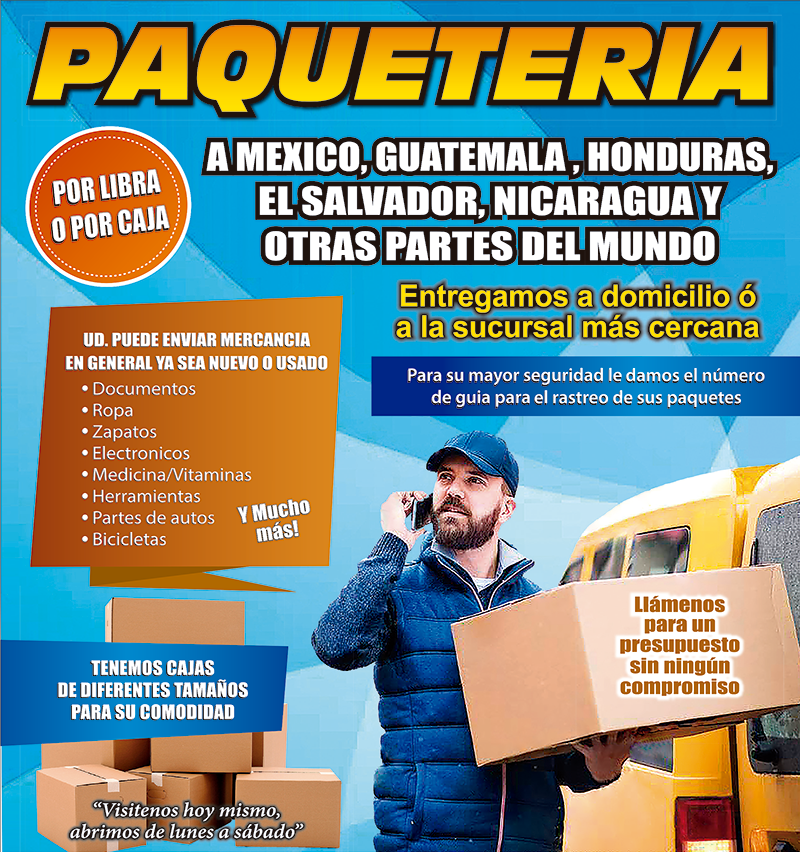 PAQUETERIA
POR LIBRA
O POR CAJA
A MEXICO, GUATEMALA , HONDURAS,
EL SALVADOR, NICARAGUA Y
OTRAS PARTES DEL MUNDO
Entregamos a domicilio ó
a la sucursal más cercana
Para su mayor seguridad le damos el número
de guia para el rastreo de sus paquetes
UD. PUEDE ENVIAR MERCANCIA
EN GENERAL YA SEA NUEVO O USADO
• Documentos
• Ropa
• Zapatos
• Electronicos
• Medicina/Vitaminas
• Herramientas
• Partes de autos
• Bicicletas
Y Mucho
más!
TENEMOS CAJAS
DE DIFERENTES TAMAÑOS
PARA SU COMODIDAD
Llámenos
para un
presupuesto
sin ningún
compromiso
“Visitenos hoy mismo,
abrimos de lunes a sábado”